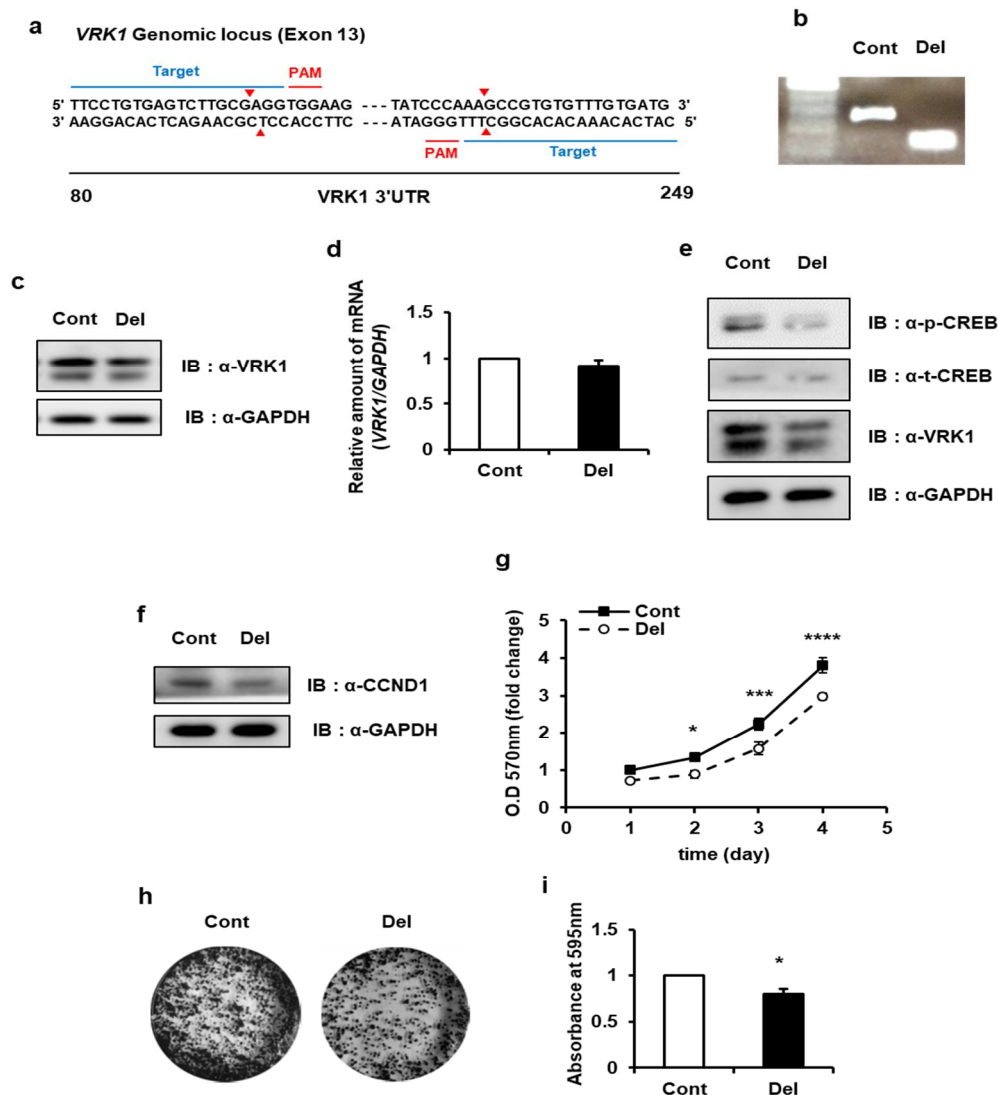 a
VRK1 Genomic locus (Exon 13)
Target PAM
5' TTCCTGTGAGTCTTGCGAGGTGGAAG --- TATCCCAAAGCCGTGTGTTTGTGATG 3'
3' AAGGACACTCAGAACGCTCCACCTTC --- ATAGGGTTTCGGCACACAAACACTAC 5'
PAM Target
80 VRK1 3'UTR 249
b
Cont Del
c
Cont Del
IB : α-VRK1
IB : α-GAPDH
d
Relative amount of mRNA
(VRK1/GAPDH)
1.5
1
0.5
0
Cont Del
e
Cont Del
IB : α-p-CREB
IB : α-t-CREB
IB : α-VRK1
IB : α-GAPDH
f
Cont Del
IB : α-CCND1
IB : α-GAPDH
g
O.D 570nm (fold change)
Cont
Del
5
4
3
2
1
0
* *** ****
0 1 2 3 4 5
time (day)
h
Cont Del
i
Absorbance at 595nm
1.5
1
0.5
0
*
Cont Del